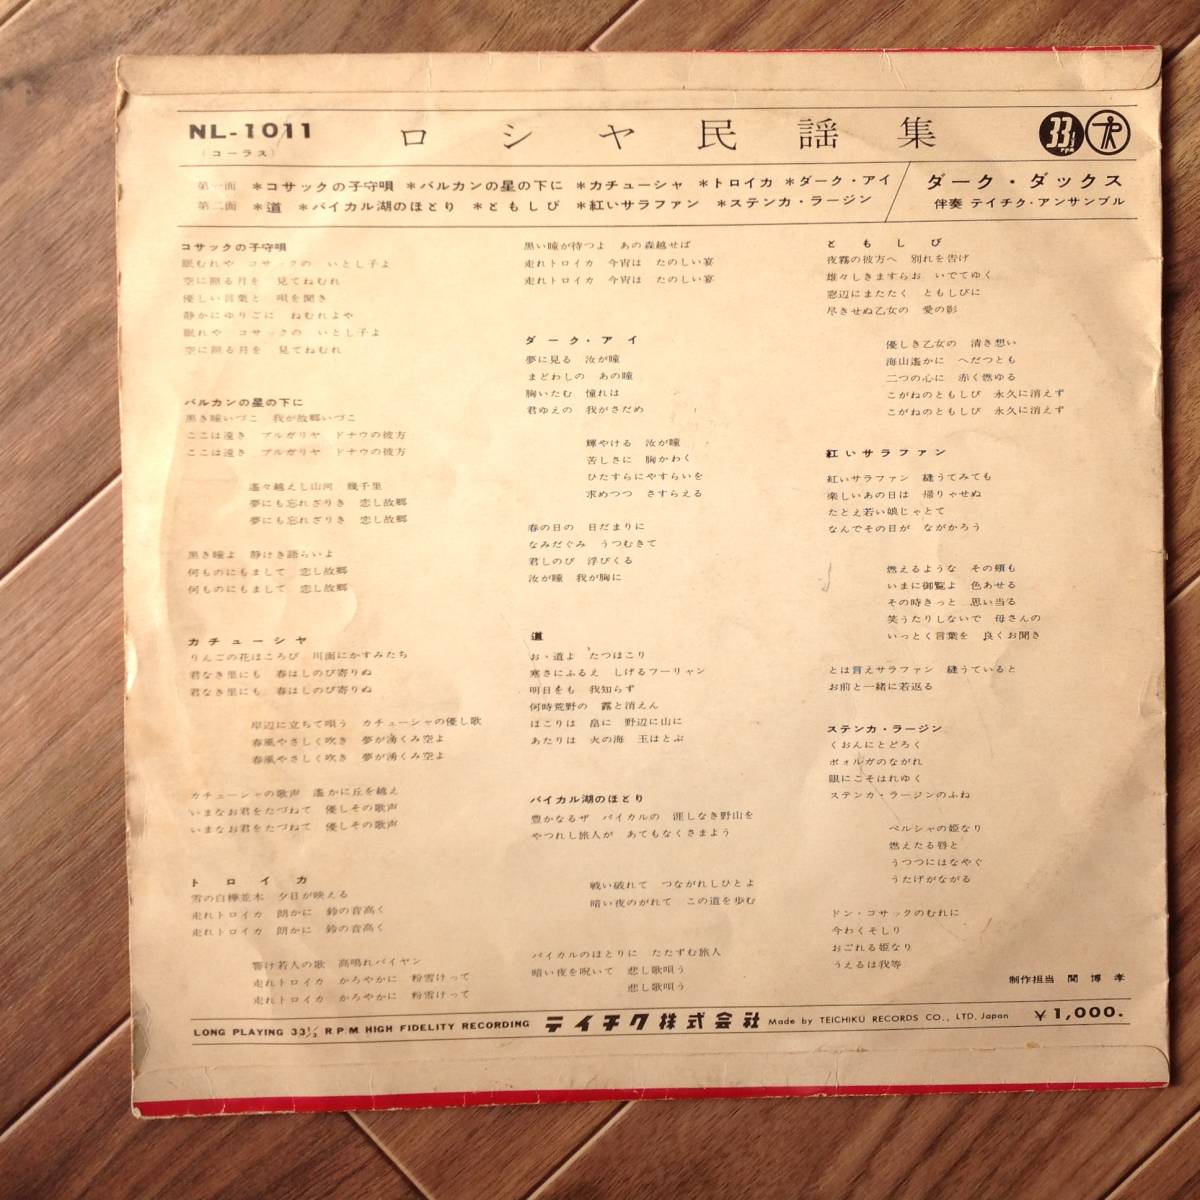 NL-1011
（コーラス）
ロシヤ民謡集
33⅓ rpm
第一面 ＊コサックの子守唄 ＊バルカンの星の下に ＊カチューシャ ＊トロイカ ＊ダーク・アイ
第二面 ＊道 ＊バイカル湖のほとり ＊ともしび ＊紅いサラファン ＊ステンカ・ラージン
ダーク・ダックス
伴奏 テイチク・アンサンブル
コサックの子守唄
眠むれや コサックの いとし子よ
空に照る月を 見てねむれ
優しい言葉と 唄を聞き
静かにゆりごに ねむれよや
眠れや コサックの いとし子よ
空に照る月を 見てねむれ
バルカンの星の下に
黒き瞳いづこ 我が故郷いづこ
ここは遠き ブルガリヤ ドナウの彼方
ここは遠き ブルガリヤ ドナウの彼方
遙々越えし山河 幾千里
夢にも忘れざりき 恋し故郷
夢にも忘れざりき 恋し故郷
黒き瞳よ 静けき語らいよ
何ものにもまして 恋し故郷
何ものにもまして 恋し故郷
カチューシヤ
りんごの花ほころび 川面にかすみたち
君なき里にも 春はしのび寄りぬ
君なき里にも 春はしのび寄りぬ
岸辺に立ちて唄う カチューシャの優し歌
春風やさしく吹き 夢が湧くみ空よ
春風やさしく吹き 夢が湧くみ空よ
カチューシャの歌声 遙かに丘を越え
いまなお君をたづねて 優しその歌声
いまなお君をたづねて 優しその歌声
トロイカ
雪の白樺並木 夕日が映える
走れトロイカ 朗かに 鈴の音高く
走れトロイカ 朗かに 鈴の音高く
響け若人の歌 高鳴れバイヤン
走れトロイカ かろやかに 粉雪けって
走れトロイカ かろやかに 粉雪けって
黒い瞳が待つよ あの森越せば
走れトロイカ 今宵は たのしい宴
走れトロイカ 今宵は たのしい宴
ダーク・アイ
夢に見る 汝が瞳
まどわしの あの瞳
胸いたむ 憧れは
君ゆえの 我がさだめ
輝やける 汝が瞳
苦しさに 胸かわく
ひたすらにやすらいを
求めつつ さすらえる
春の日の 日だまりに
なみだぐみ うつむきて
君しのび 浮びくる
汝が瞳 我が胸に
道
お・道よ たつほこり
寒さにふるえ しげるフーリャン
明日をも 我知らず
何時荒野の 露と消えん
ほこりは 畠に 野辺に山に
あたりは 火の海 玉はとぶ
バイカル湖のほとり
豊かなるザ バイカルの 涯しなき野山を
やつれし旅人が あてもなくさまよう
戦い破れて つながれしひとよ
暗い夜のがれて この道を歩む
バイカルのほとりに たたずむ旅人
暗い夜を呪いて 悲し歌唄う
悲し歌唄う
ともしび
夜霧の彼方へ 別れを告げ
雄々しきますらお いでてゆく
窓辺にまたたく ともしびに
尽きせぬ乙女の 愛の影
優しき乙女の 清き想い
海山遙かに へだつとも
二つの心に 赤く燃ゆる
こがねのともしび 永久に消えず
こがねのともしび 永久に消えず
紅いサラファン
紅いサラファン 縫うてみても
楽しいあの日は 帰りゃせぬ
たとえ若い娘じゃとて
なんでその日が ながかろう
燃えるような その頬も
いまに御覧よ 色あせる
その時きっと 思い当る
笑うたりしないで 母さんの
いっとく言葉を 良くお聞き
とは言えサラファン 縫うていると
お前と一緒に若返る
ステンカ・ラージン
くおんにとどろく
ボォルガのながれ
眼にこそはれゆく
ステンカ・ラージンのふね
ペルシャの姫なり
燃えたる唇と
うつつにはなやぐ
うたげがながる
ドン・コサックのむれに
今わくそしり
おごれる姫なり
うえるは我等
制作担当 関博孝
LONG PLAYING 33⅓ R.P.M. HIGH FIDELITY RECORDING テイチク株式会社 Made by TEICHIKU RECORDS CO., LTD, Japan ￥1,000.